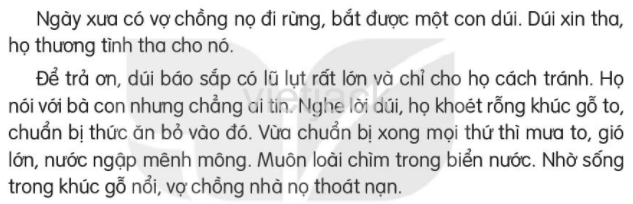 Ngày xưa có vợ chồng nọ đi rừng, bắt được một con dúi. Dúi xin tha,
họ thương tình tha cho nó.
Để trả ơn, dúi báo sắp có lũ lụt rất lớn và chỉ cho họ cách tránh. Họ
nói với bà con nhưng chẳng ai tin. Nghe lời dúi, họ khoét rỗng khúc gỗ to,
chuẩn bị thức ăn bỏ vào đó. Vừa chuẩn bị xong mọi thứ thì mưa to, gió
lớn, nước ngập mênh mông. Muôn loài chìm trong biển nước. Nhờ sống
trong khúc gỗ nổi, vợ chồng nhà nọ thoát nạn.